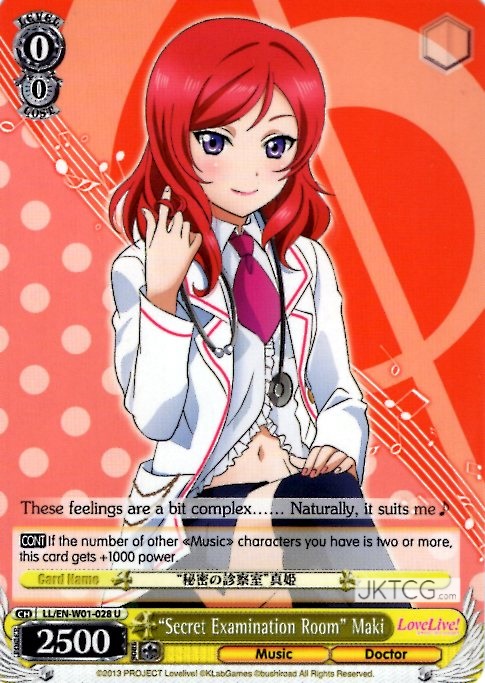 LEVEL
0
0
COST
These feelings are a bit complex...... Naturally, it suits me♪
CONT If the number of other «Music» characters you have is two or more,
this card gets +1000 power.
Card Name
"秘密の診察室"真姫
JKTCG.com
CH LL/EN-W01-028 U
"Secret Examination Room" Maki
LoveLive!
2500
Music
Doctor
©2013 PROJECT Lovelive! ©KLabGames ©bushiroad All Rights Reserved.